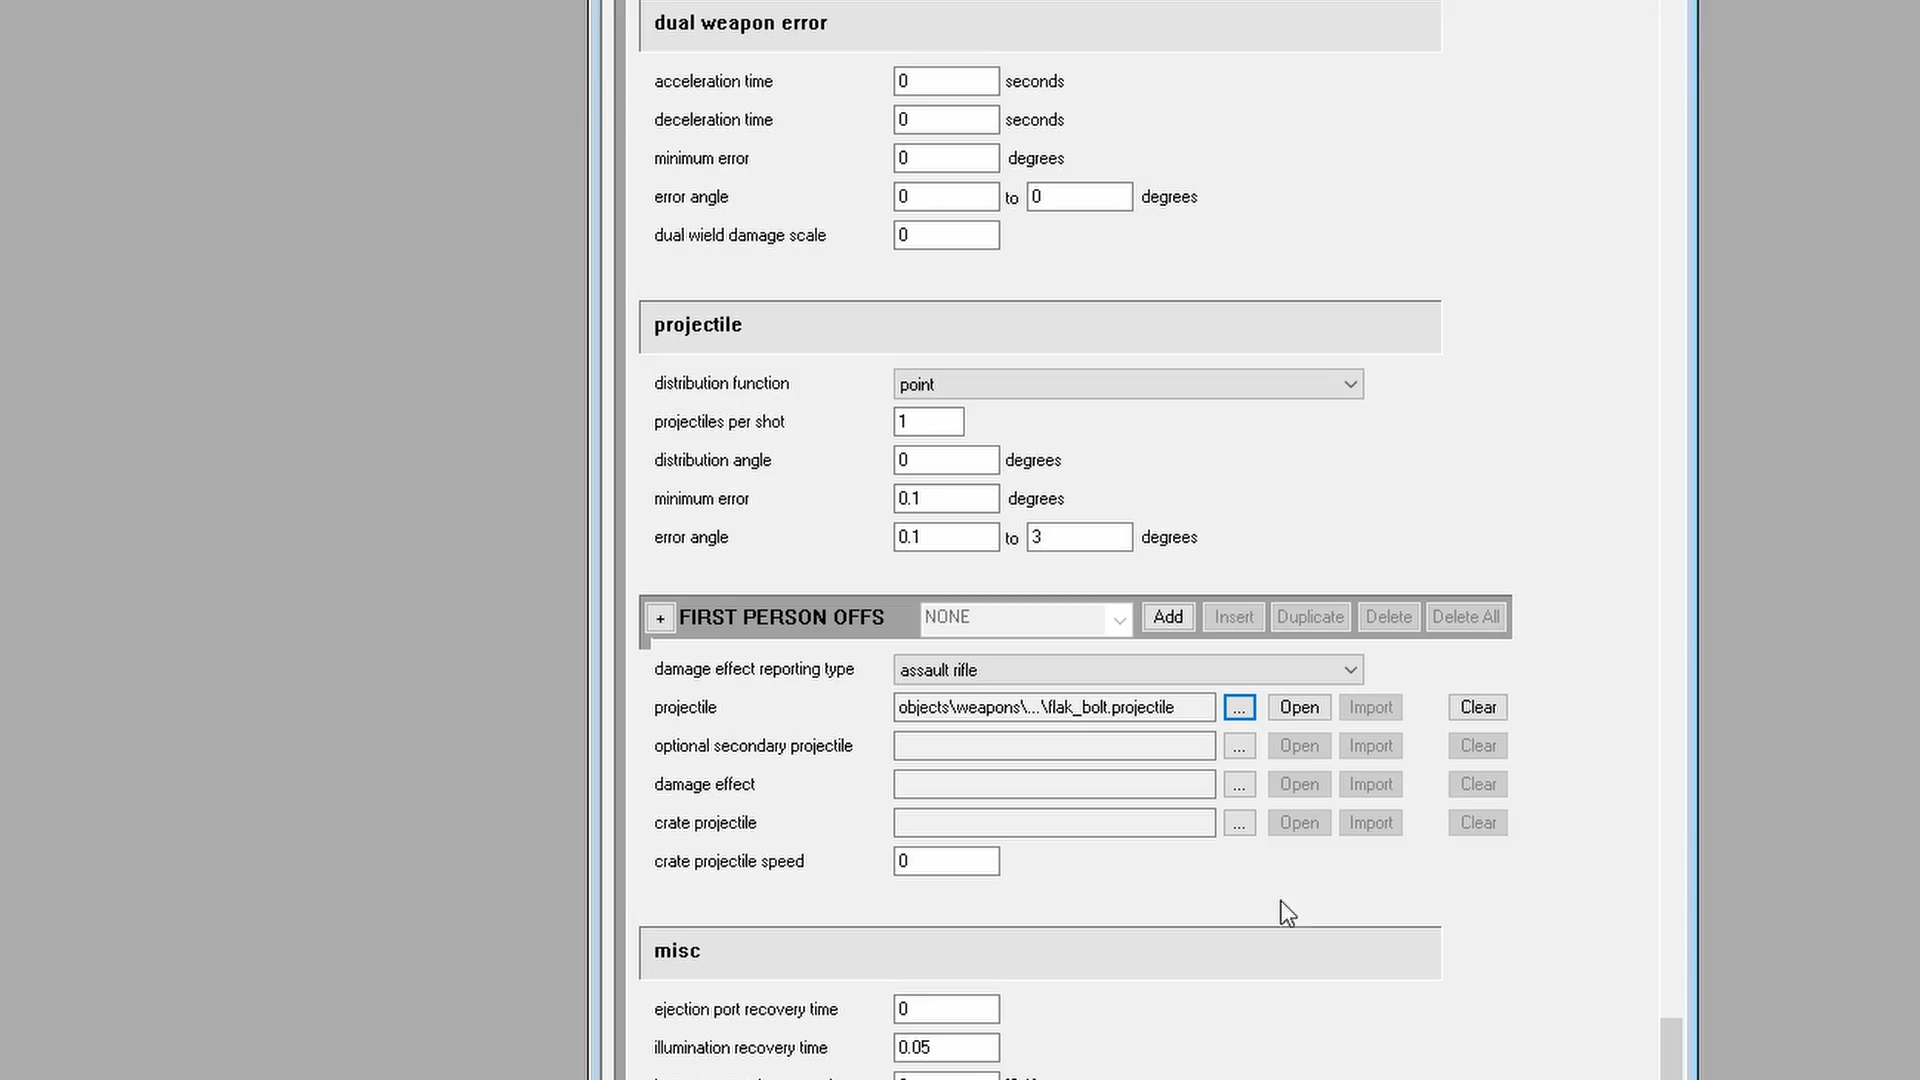 dual weapon error
acceleration time 0 seconds
deceleration time 0 seconds
minimum error 0 degrees
error angle 0 to 0 degrees
dual wield damage scale 0
projectile
distribution function point
projectiles per shot 1
distribution angle 0 degrees
minimum error 0.1 degrees
error angle 0.1 to 3 degrees
+ FIRST PERSON OFFS NONE Add Insert Duplicate Delete Delete All
damage effect reporting type assault rifle
projectile objects\weapons\...\flak_bolt.projectile ... Open Import Clear
optional secondary projectile ... Open Import Clear
damage effect ... Open Import Clear
crate projectile ... Open Import Clear
crate projectile speed 0
misc
ejection port recovery time 0
illumination recovery time 0.05